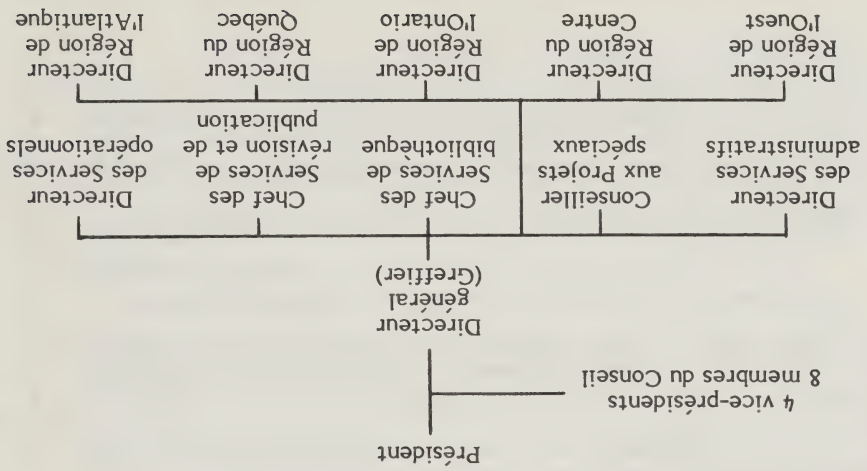 Président
4 vice-présidents
8 membres du Conseil
Directeur
général
(Greffier)
Directeur
des Services
administratifs
Conseiller
aux Projets
spéciaux
Chef des
Services de
bibliothèque
Chef des
Services de
révision et de
publication
Directeur
des Services
opérationnels
Directeur
Région de
l'Ouest
Directeur
Région du
Centre
Directeur
Région de
l'Ontario
Directeur
Région du
Québec
Directeur
Région de
l'Atlantique